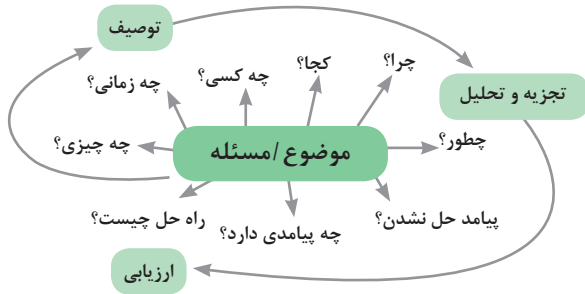 توصیف
چرا؟
کجا؟
چه کسی؟
چه زمانی؟
تجزیه و تحلیل
چطور؟
موضوع /مسئله
چه چیزی؟
پیامد حل نشدن؟
چه پیامدی دارد؟
راه حل چیست؟
ارزیابی